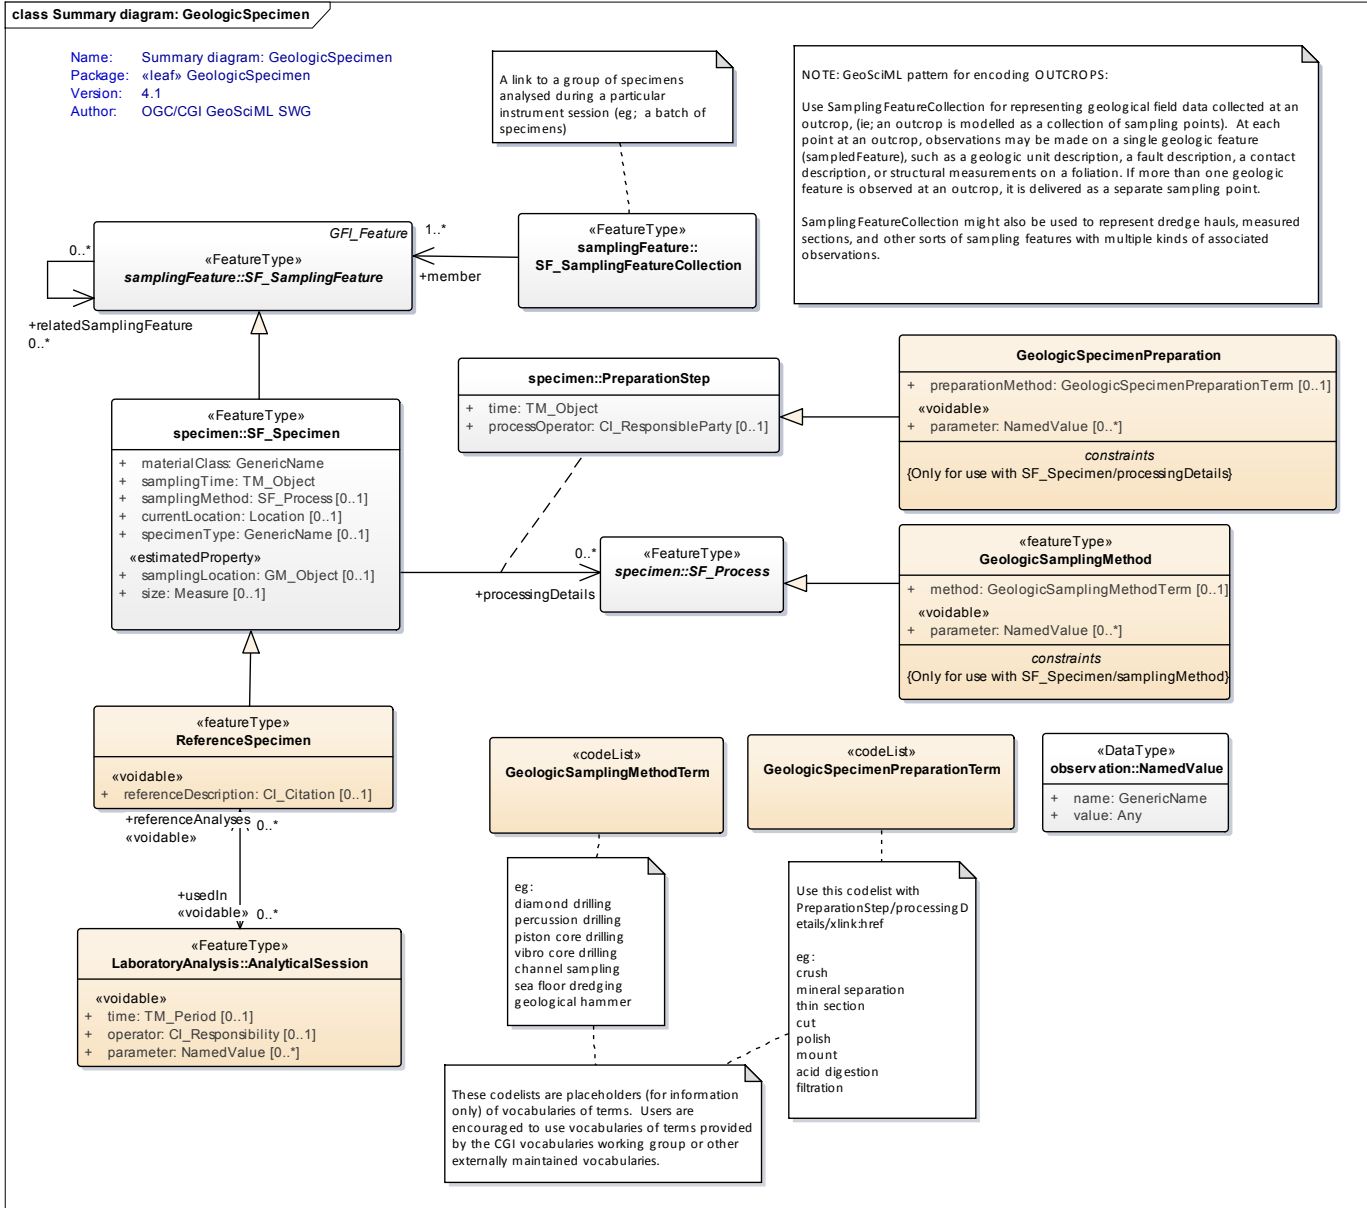 class Summary diagram: GeologicSpecimen
Name: Summary diagram: GeologicSpecimen
Package: «leaf» GeologicSpecimen
Version: 4.1
Author: OGC/CGI GeoSciML SWG
A link to a group of specimens
analysed during a particular
instrument session (eg; a batch of
specimens)
NOTE: GeoSciML pattern for encoding OUTCROPS:
Use SamplingFeatureCollection for representing geological field data collected at an
outcrop, (ie; an outcrop is modelled as a collection of sampling points). At each
point at an outcrop, observations may be made on a single geologic feature
(sampledFeature), such as a geologic unit description, a fault description, a contact
description, or structural measurements on a foliation. If more than one geologic
feature is observed at an outcrop, it is delivered as a separate sampling point.
SamplingFeatureCollection might also be used to represent dredge hauls, measured
sections, and other sorts of sampling features with multiple kinds of associated
observations.
GFI_Feature
«FeatureType»
samplingFeature::SF_SamplingFeature
0..*
+relatedSamplingFeature
0..*
1..*
+member
«FeatureType»
samplingFeature::
SF_SamplingFeatureCollection
specimen::PreparationStep
+ time: TM_Object
+ processOperator: CI_ResponsibleParty [0..1]
GeologicSpecimenPreparation
+ preparationMethod: GeologicSpecimenPreparationTerm [0..1]
«voidable»
+ parameter: NamedValue [0..*]
constraints
{Only for use with SF_Specimen/processingDetails}
«FeatureType»
specimen::SF_Specimen
+ materialClass: GenericName
+ samplingTime: TM_Object
+ samplingMethod: SF_Process [0..1]
+ currentLocation: Location [0..1]
+ specimenType: GenericName [0..1]
«estimatedProperty»
+ samplingLocation: GM_Object [0..1]
+ size: Measure [0..1]
0..*
+processingDetails
«FeatureType»
specimen::SF_Process
«featureType»
GeologicSamplingMethod
+ method: GeologicSamplingMethodTerm [0..1]
«voidable»
+ parameter: NamedValue [0..*]
constraints
{Only for use with SF_Specimen/samplingMethod}
«featureType»
ReferenceSpecimen
«voidable»
+ referenceDescription: CI_Citation [0..1]
+referenceAnalyses
«voidable»
0..*
+usedIn
«voidable» 0..*
«FeatureType»
LaboratoryAnalysis::AnalyticalSession
«voidable»
+ time: TM_Period [0..1]
+ operator: CI_Responsibility [0..1]
+ parameter: NamedValue [0..*]
«codeList»
GeologicSamplingMethodTerm
«codeList»
GeologicSpecimenPreparationTerm
«DataType»
observation::NamedValue
+ name: GenericName
+ value: Any
eg:
diamond drilling
percussion drilling
piston core drilling
vibro core drilling
channel sampling
sea floor dredging
geological hammer
Use this codelist with
PreparationStep/processingD
etails/xlink:href
eg:
crush
mineral separation
thin section
cut
polish
mount
acid digestion
filtration
These codelists are placeholders (for information
only) of vocabularies of terms. Users are
encouraged to use vocabularies of terms provided
by the CGI vocabularies working group or other
externally maintained vocabularies.